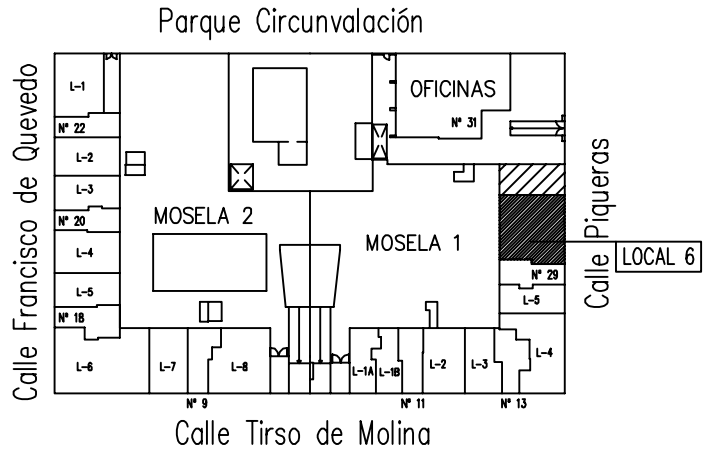 Parque Circunvalación
Calle Francisco de Quevedo
L-1
Nº 22
L-2
L-3
Nº 20
L-4
L-5
Nº 18
L-6
L-7
L-8
Nº 9
MOSELA 2
MOSELA 1
OFICINAS
Nº 31
Calle Piqueras
LOCAL 6
Nº 29
L-5
L-4
L-1A
L-1B
L-2
L-3
Nº 11
Nº 13
Calle Tirso de Molina